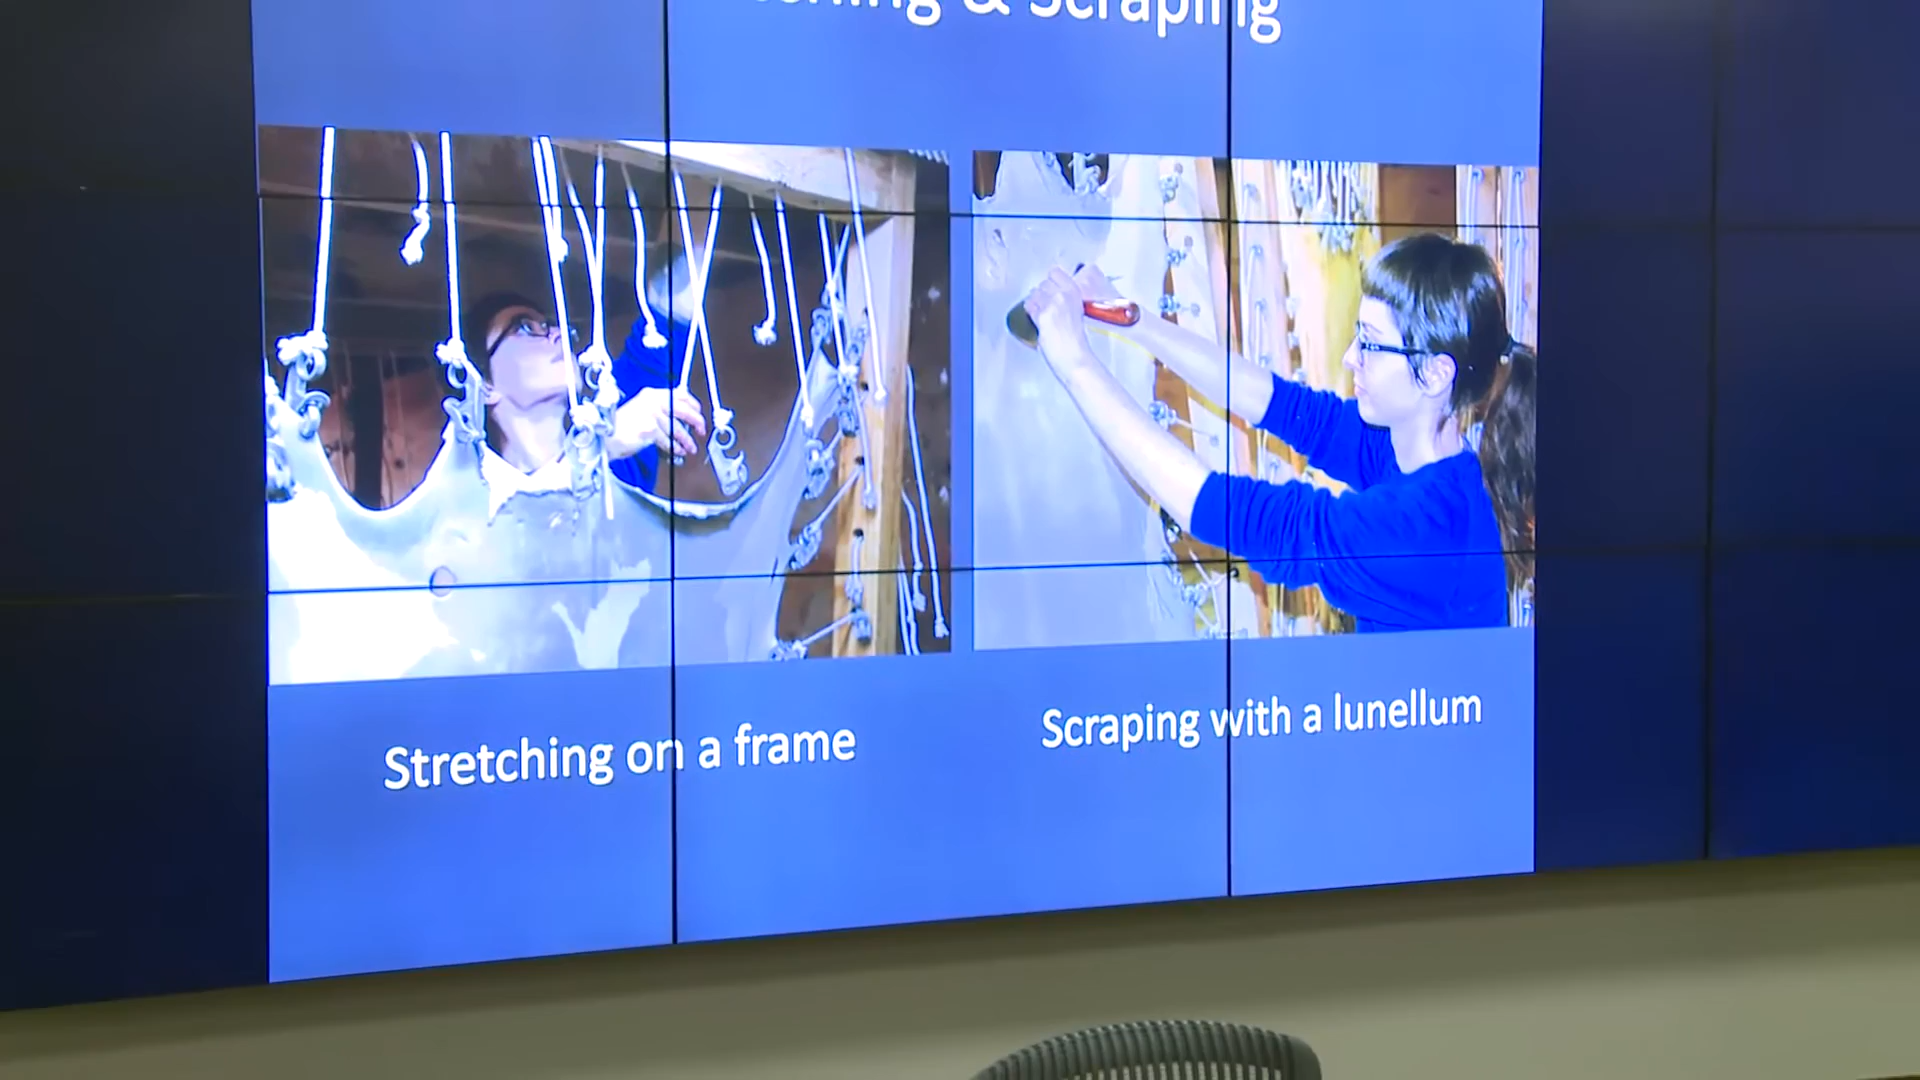 & Scraping
Stretching on a frame
Scraping with a lunellum